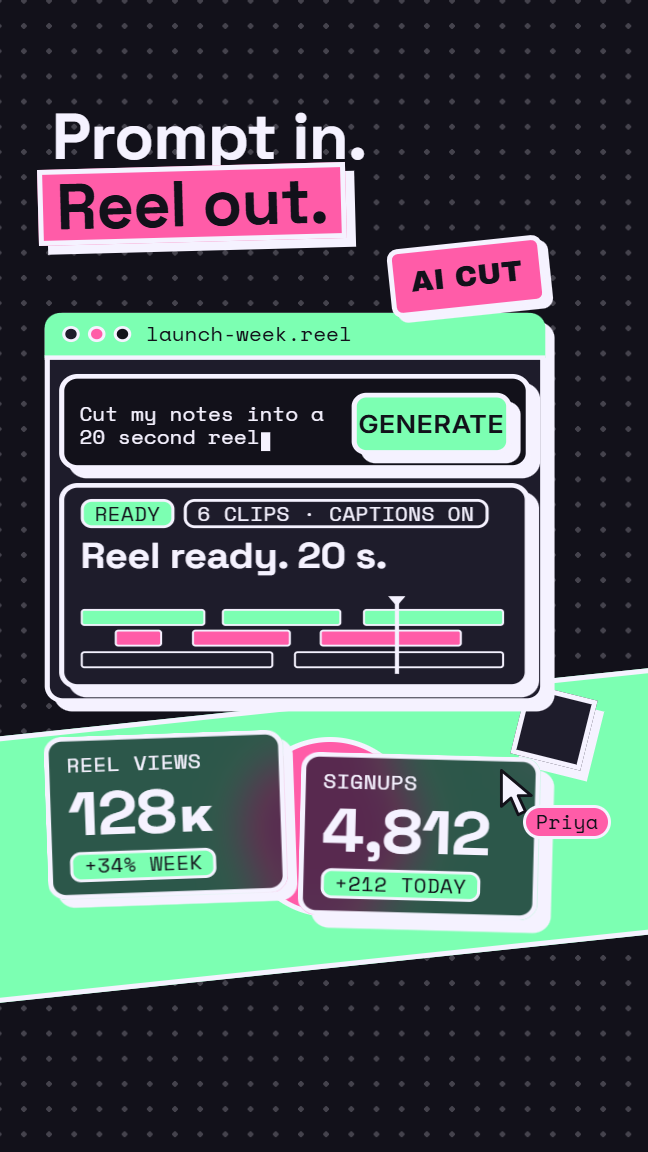 Prompt in.
Reel out.
AI CUT
launch-week.reel
Cut my notes into a
20 second reel
GENERATE
READY
6 CLIPS · CAPTIONS ON
Reel ready. 20 s.
REEL VIEWS
128K
+34% WEEK
SIGNUPS
4,812
+212 TODAY
Priya